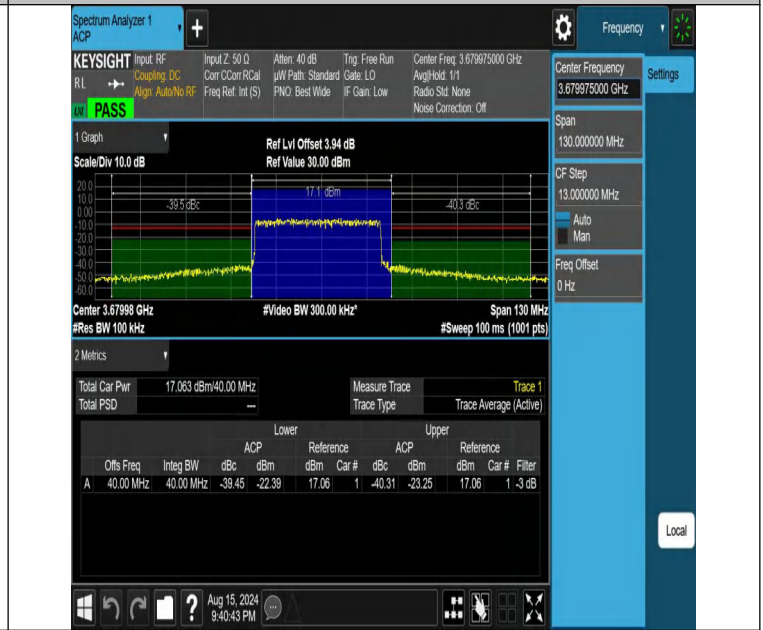 Spectrum Analyzer 1
ACP
+
Frequency
KEYSIGHT
RL
PASS
Input: RF
Coupling: DC
Align: Auto/No RF
Input Z: 50 Ω
Corr CCorr RCal
Freq Ref: Int (S)
Atten: 40 dB
µW Path: Standard
PNO: Best Wide
Trig: Free Run
Gate: LO
IF Gain: Low
Center Freq: 3.679975000 GHz
Avg|Hold: 1/1
Radio Std: None
Noise Correction: Off
Center Frequency
3.679975000 GHz
Settings
Span
130.000000 MHz
CF Step
13.000000 MHz
Auto
Man
Freq Offset
0 Hz
1 Graph
Scale/Div 10.0 dB
Ref Lvl Offset 3.94 dB
Ref Value 30.00 dBm
20.0
10.0
0.00
-10.0
-20.0
-30.0
-40.0
-50.0
-60.0
-39.5 dBc
17.1 dBm
-40.3 dBc
Center 3.67998 GHz
#Video BW 300.00 kHz*
Span 130 MHz
#Res BW 100 kHz
#Sweep 100 ms (1001 pts)
2 Metrics
Total Car Pwr 17.063 dBm/40.00 MHz
Total PSD ---
Measure Trace Trace 1
Trace Type Trace Average (Active)
Lower Upper
ACP Reference ACP Reference
Offs Freq Integ BW dBc dBm dBm Car # dBc dBm dBm Car # Filter
A 40.00 MHz 40.00 MHz -39.45 -22.39 17.06 1 -40.31 -23.25 17.06 1 -3 dB
Local
?
Aug 15, 2024
9:40:43 PM